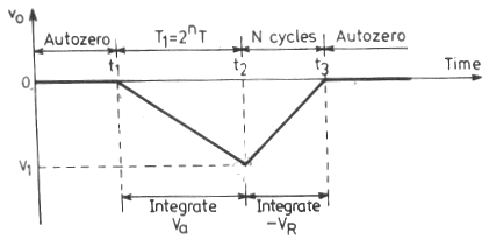 v₀
Autozero T₁=2ⁿT N cycles Autozero
t₁ t₂ t₃ Time
0
V₁
Integrate Integrate
Vₐ -V_R